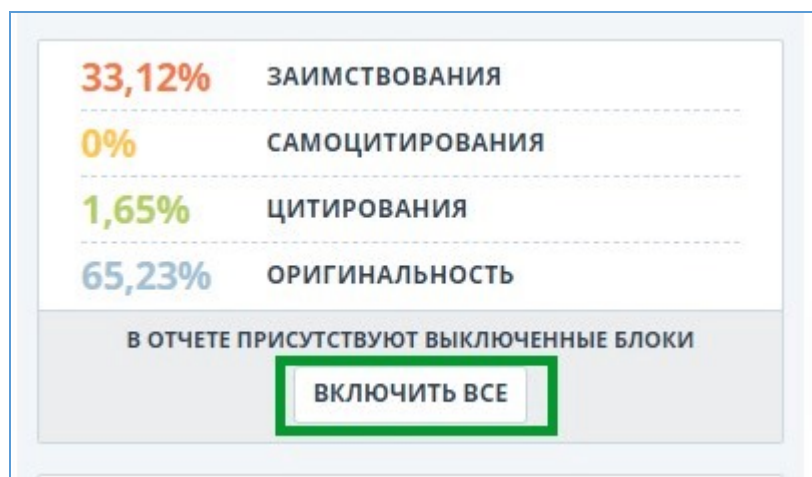 33,12% ЗАИМСТВОВАНИЯ
0% САМОЦИТИРОВАНИЯ
1,65% ЦИТИРОВАНИЯ
65,23% ОРИГИНАЛЬНОСТЬ
В ОТЧЕТЕ ПРИСУТСТВУЮТ ВЫКЛЮЧЕННЫЕ БЛОКИ
ВКЛЮЧИТЬ ВСЕ